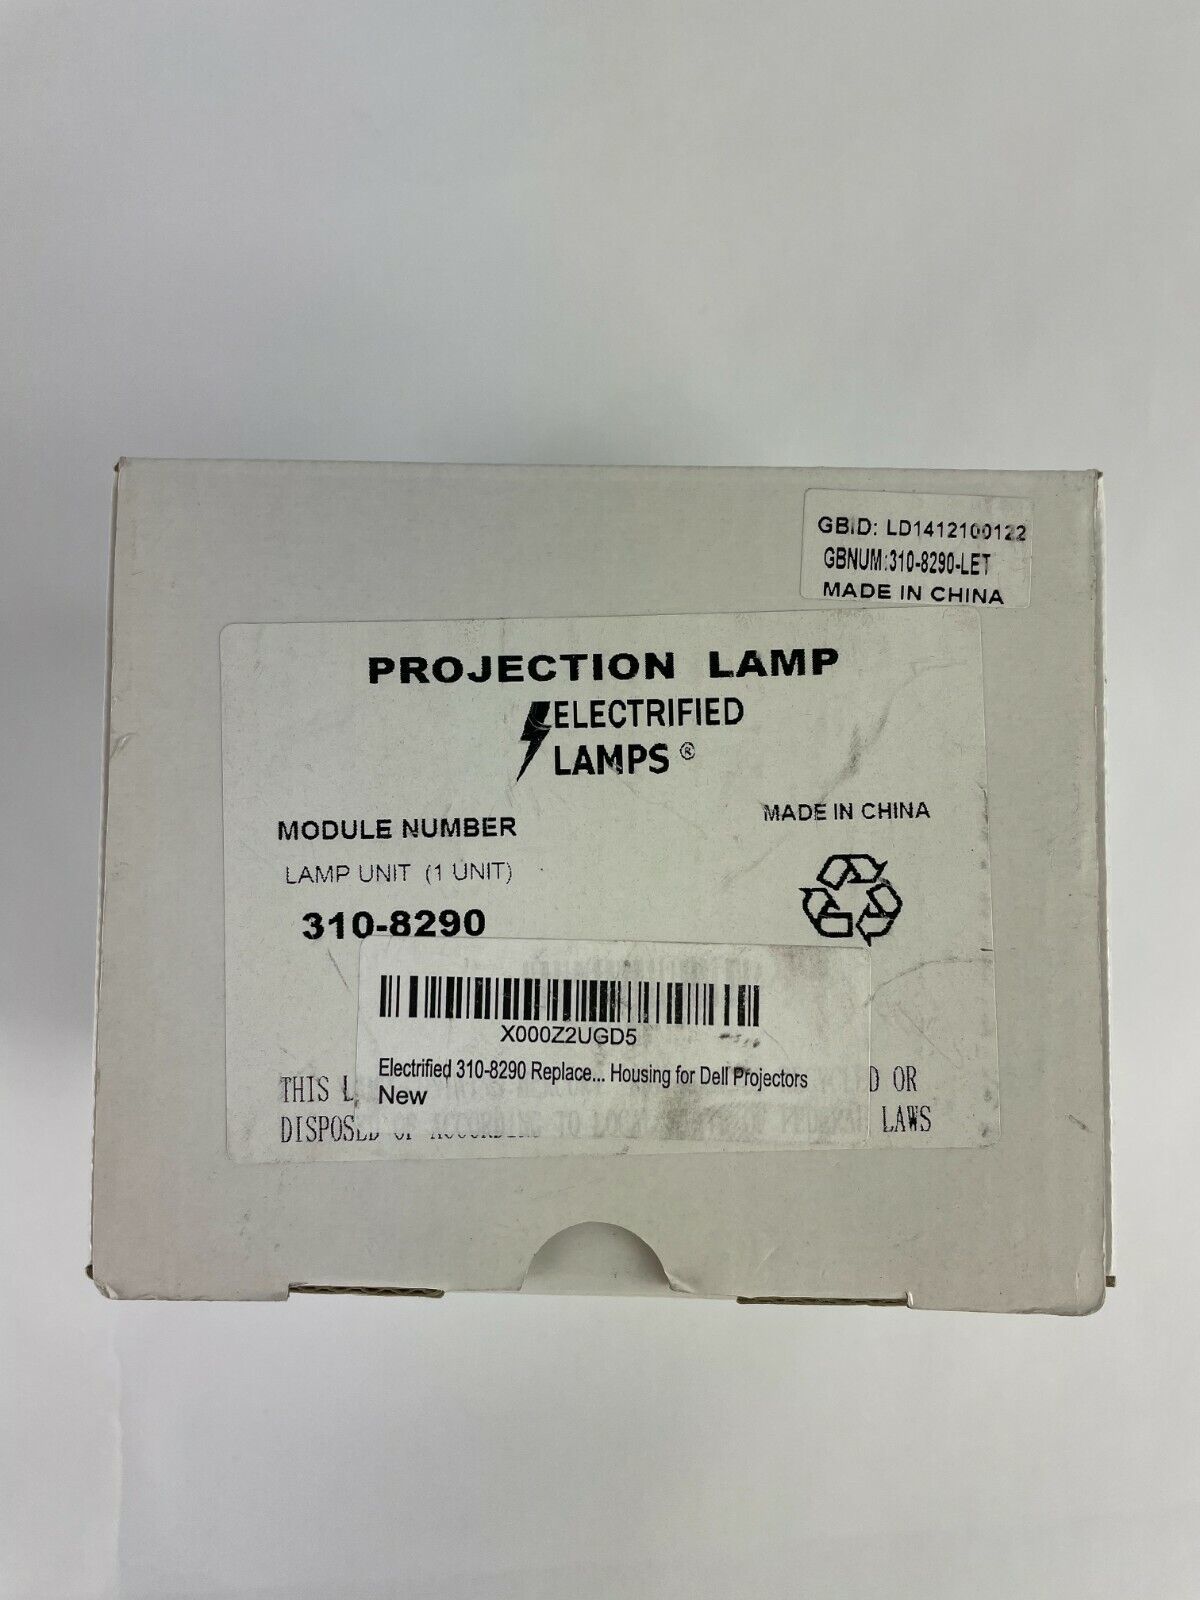 GBID: LD1412100122
GBNUM:310-8290-LET
MADE IN CHINA
PROJECTION LAMP
ELECTRIFIED
LAMPS ®
MODULE NUMBER
MADE IN CHINA
LAMP UNIT (1 UNIT)
310-8290
X000Z2UGD5
Electrified 310-8290 Replace... Housing for Dell Projectors
New
THIS OR
LAWS